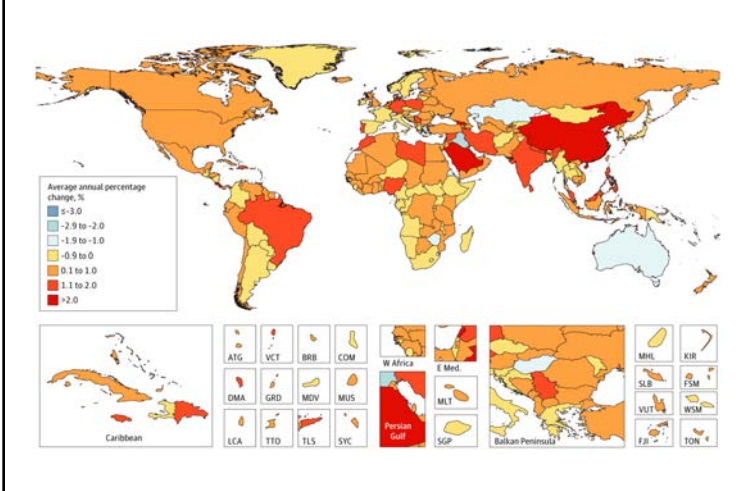 Average annual percentage
change, %
≤-3.0
-2.9 to -2.0
-1.9 to -1.0
-0.9 to 0
0.1 to 1.0
1.1 to 2.0
>2.0
Caribbean
ATG
VCT
BRB
COM
DMA
GRD
MDV
MUS
LCA
TTO
TLS
SYC
W Africa
E Med.
Persian
Gulf
MLT
SGP
Balkan Peninsula
MHL
KIR
SLB
FSM
VUT
WSM
FJI
TON